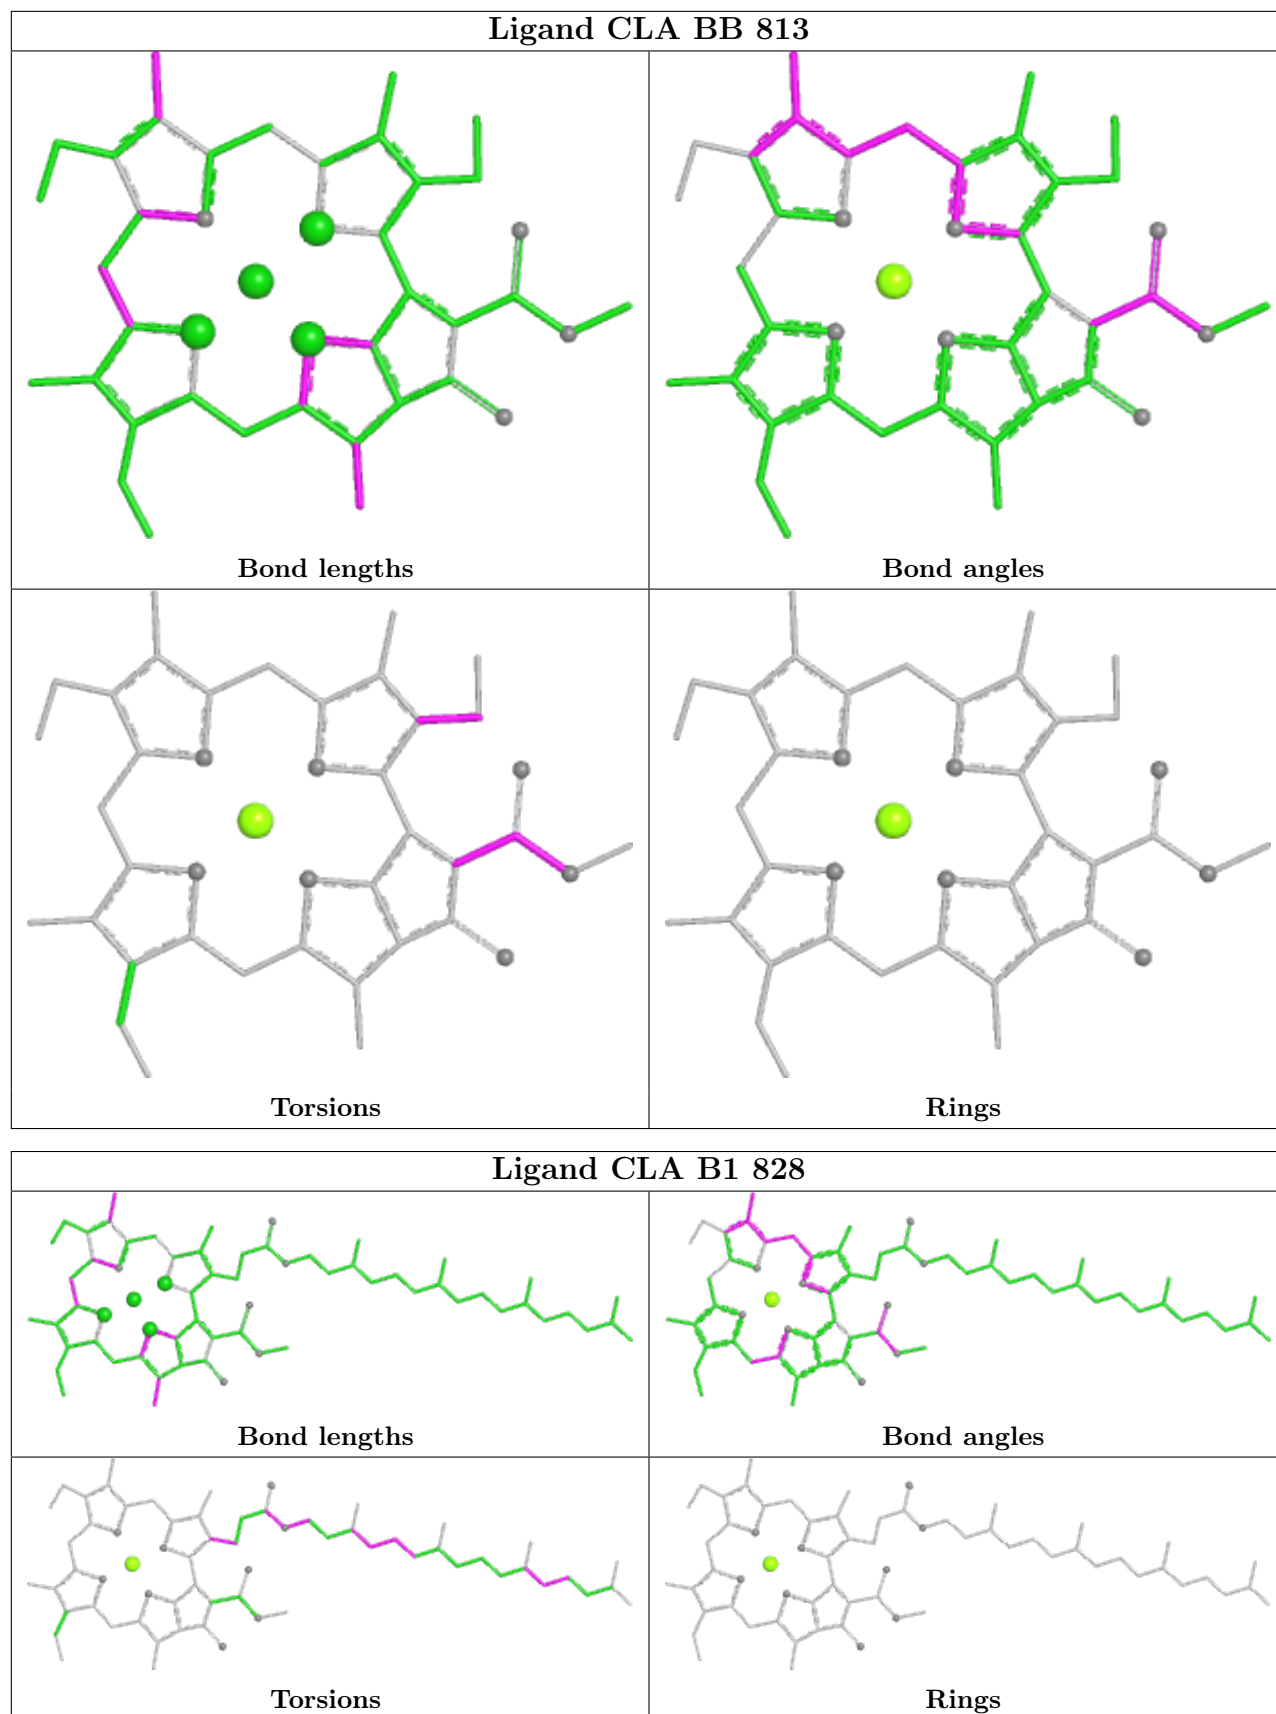 Ligand CLA BB 813
Bond lengths
Bond angles
Torsions
Rings
Ligand CLA B1 828
Bond lengths
Bond angles
Torsions
Rings